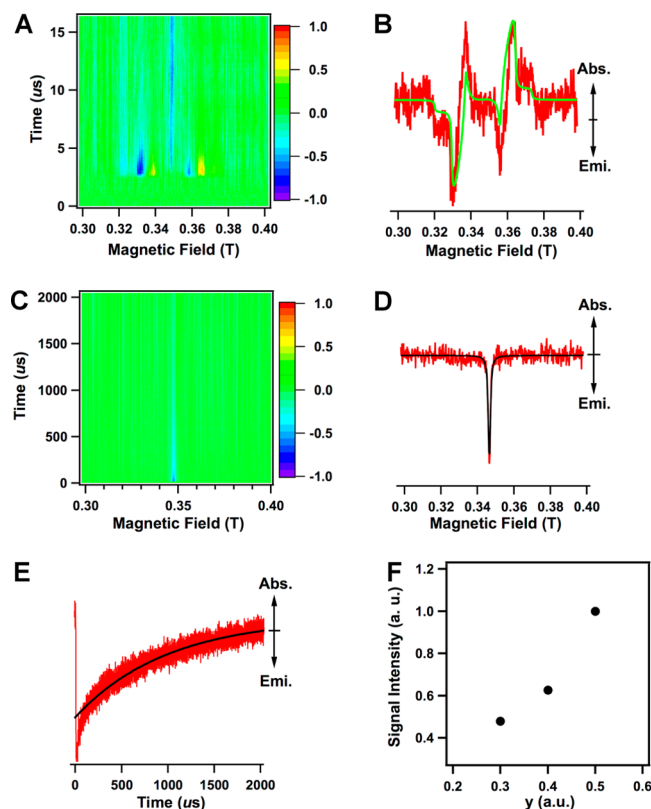 A
Time (us)
15
10
5
0
0.30 0.32 0.34 0.36 0.38 0.40
Magnetic Field (T)
1.0
0.5
0.0
-0.5
-1.0
B
Abs.
Emi.
0.30 0.32 0.34 0.36 0.38 0.40
Magnetic Field (T)
C
Time (us)
2000
1500
1000
500
0
0.30 0.35 0.40
Magnetic Field (T)
1.0
0.5
0.0
-0.5
-1.0
D
Abs.
Emi.
0.30 0.32 0.34 0.36 0.38 0.40
Magnetic Field (T)
E
Abs.
Emi.
0 500 1000 1500 2000
Time (us)
F
Signal Intensity (a. u.)
1.2
1.0
0.8
0.6
0.4
0.2 0.3 0.4 0.5 0.6
y (a.u.)